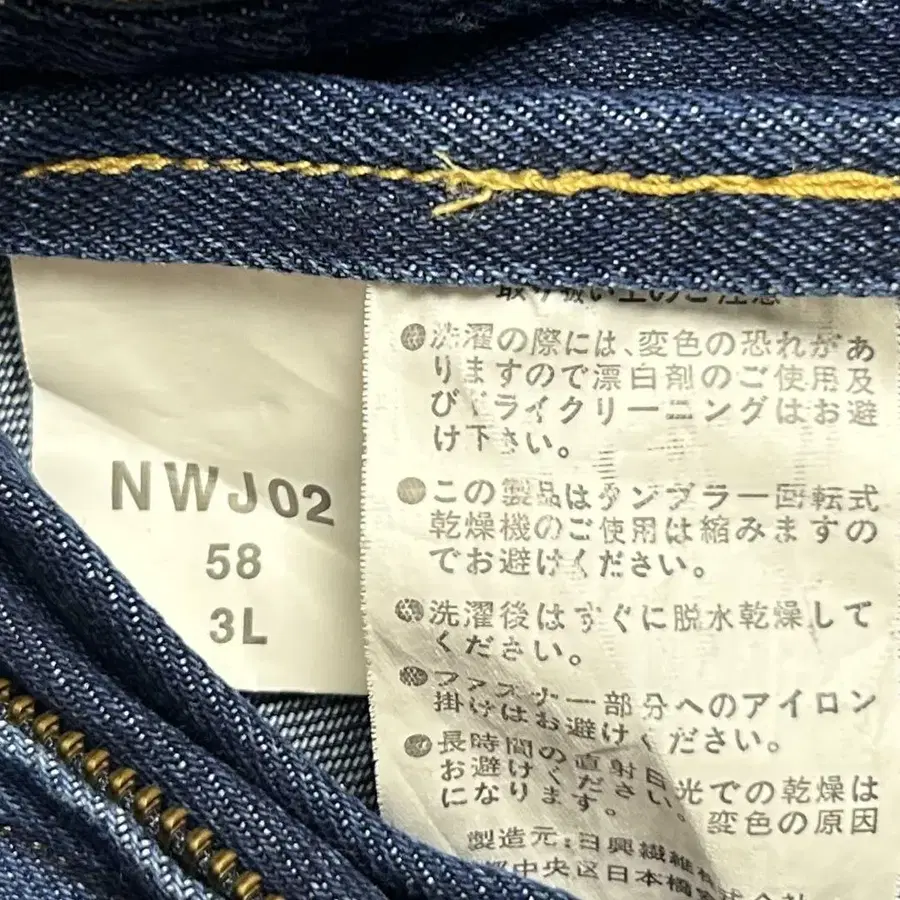 NWJ02
58
3L
取り扱い上のご注意
●洗濯の際には、変色の恐れがあ
りますので漂白剤のご使用及
びドライクリーニングはお避
け下さい。
●この製品はタンブラー回転式
乾燥機のご使用は縮みますの
でお避けください。
●洗濯後はすぐに脱水乾燥して
ください。
●ファスナー部分へのアイロン
掛けはお避けください。
●長時間の直射日光での乾燥は
お避けください。変色の原因
になります。
製造元:日興繊維
中央区日本橋